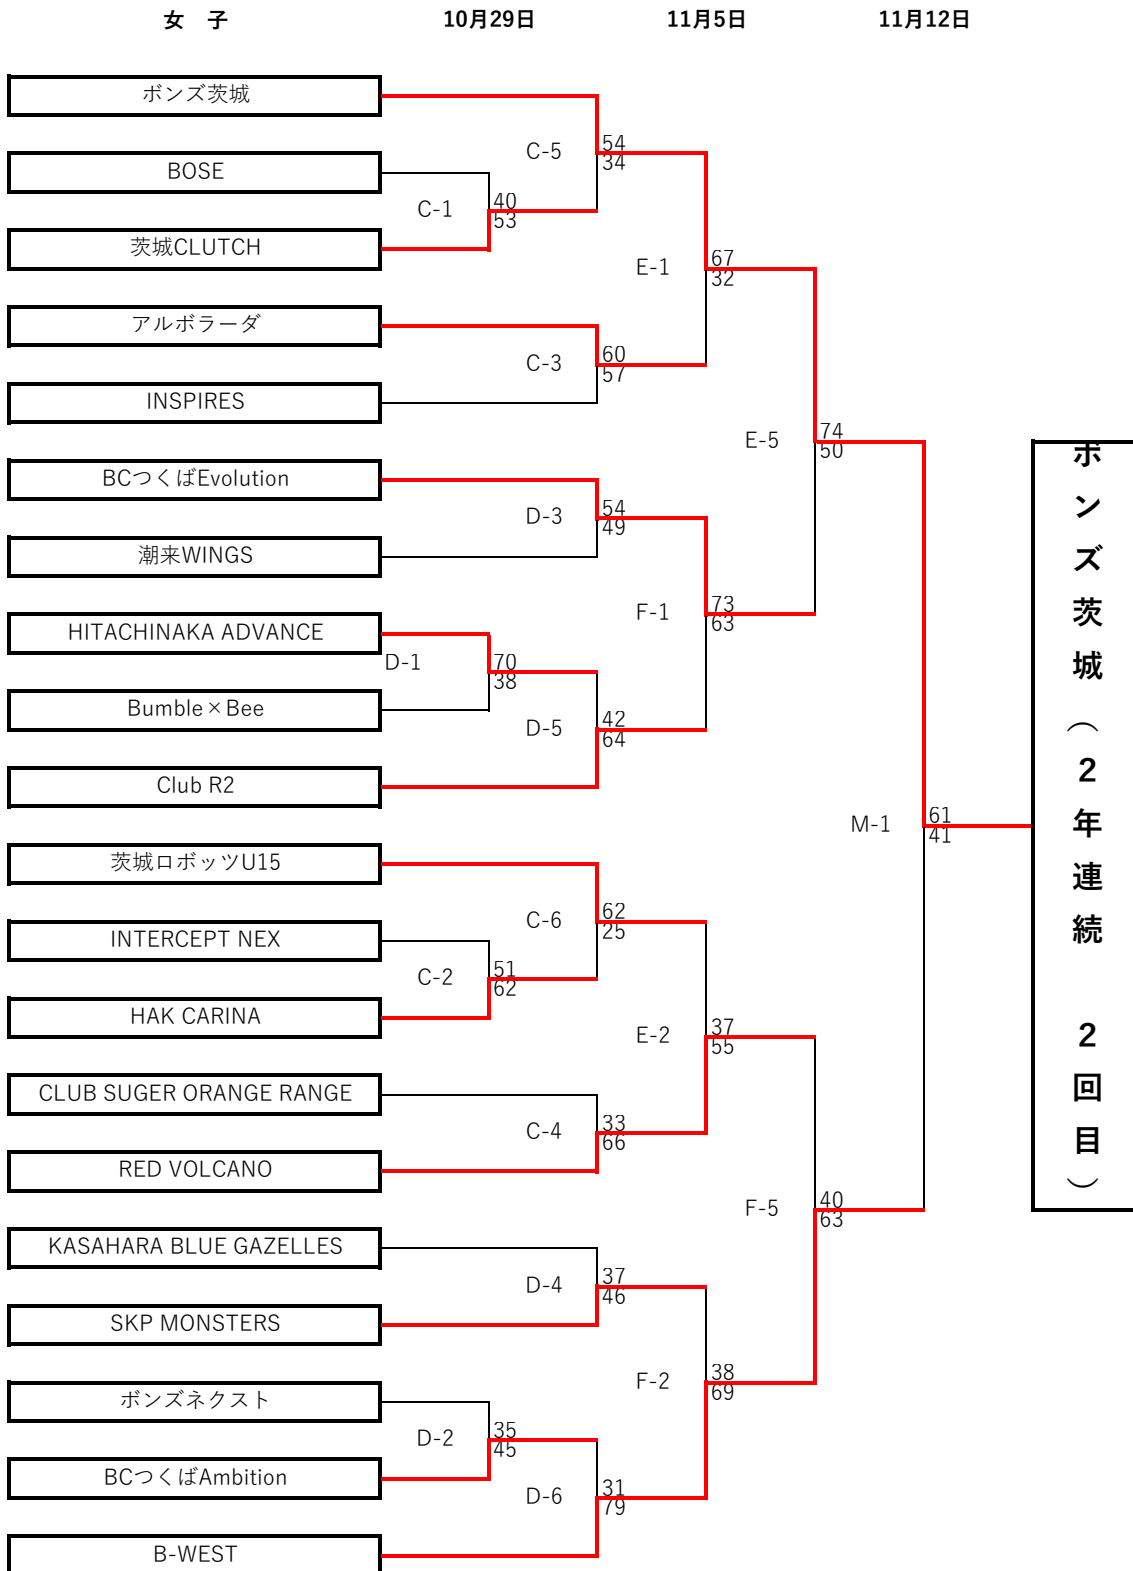 女 子
10月29日
11月5日
11月12日
ボンズ茨城
C-5
54
34
BOSE
C-1
40
53
茨城CLUTCH
E-1
67
32
アルボラーダ
C-3
60
57
INSPIRES
E-5
74
50
BCつくばEvolution
D-3
54
49
潮来WINGS
F-1
73
63
HITACHINAKA ADVANCE
D-1
70
38
Bumble×Bee
D-5
42
64
Club R2
M-1
61
41
茨城ロボッツU15
C-6
62
25
INTERCEPT NEX
C-2
51
62
HAK CARINA
E-2
37
55
CLUB SUGER ORANGE RANGE
C-4
33
66
RED VOLCANO
F-5
40
63
KASAHARA BLUE GAZELLES
D-4
37
46
SKP MONSTERS
F-2
38
69
ボンズネクスト
D-2
35
45
BCつくばAmbition
D-6
31
79
B-WEST
ボンズ茨城（2年連続 2回目）